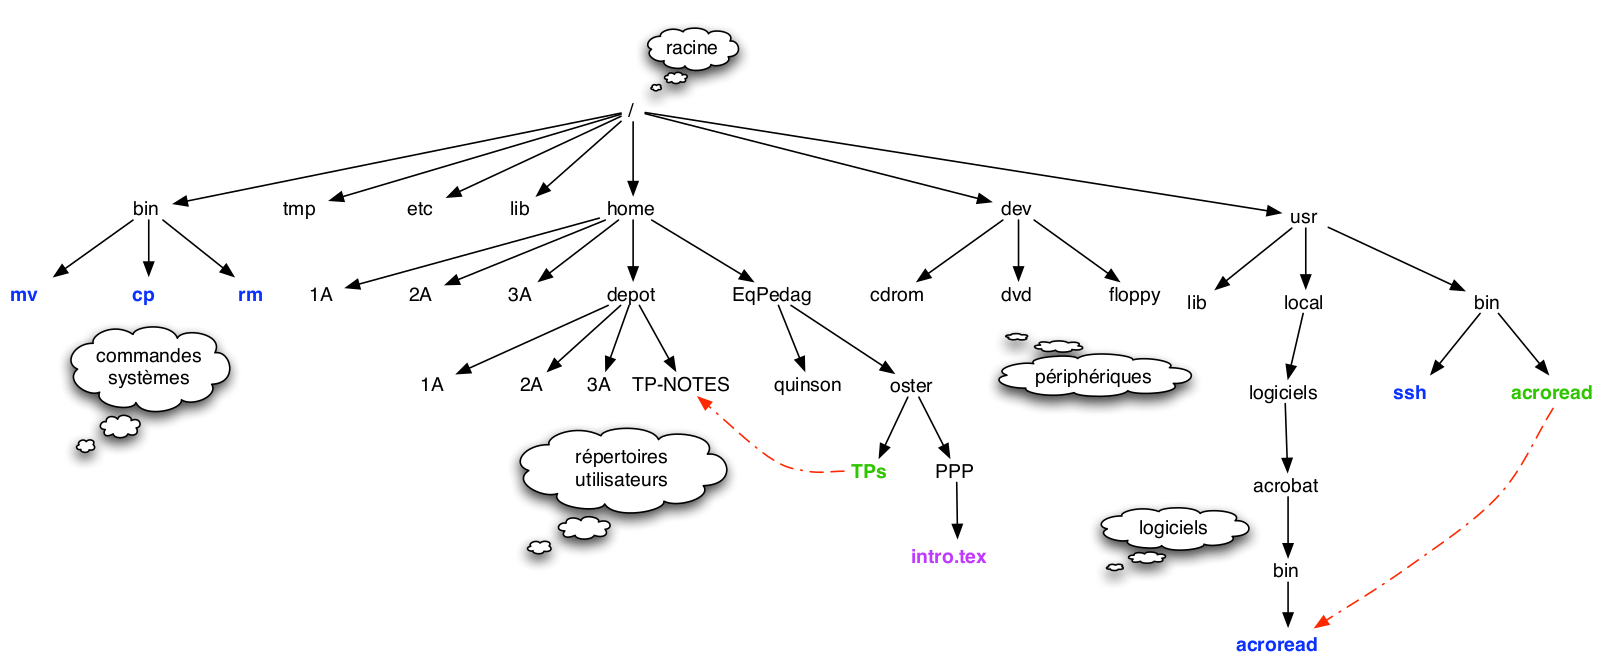 racine
/
bin
tmp
etc
lib
home
dev
usr
mv
cp
rm
1A
2A
3A
depot
EqPedag
cdrom
dvd
floppy
lib
local
bin
commandes
systèmes
périphériques
1A
2A
3A
TP-NOTES
quinson
oster
logiciels
ssh
acroread
répertoires
utilisateurs
TPs
PPP
acrobat
logiciels
intro.tex
bin
acroread